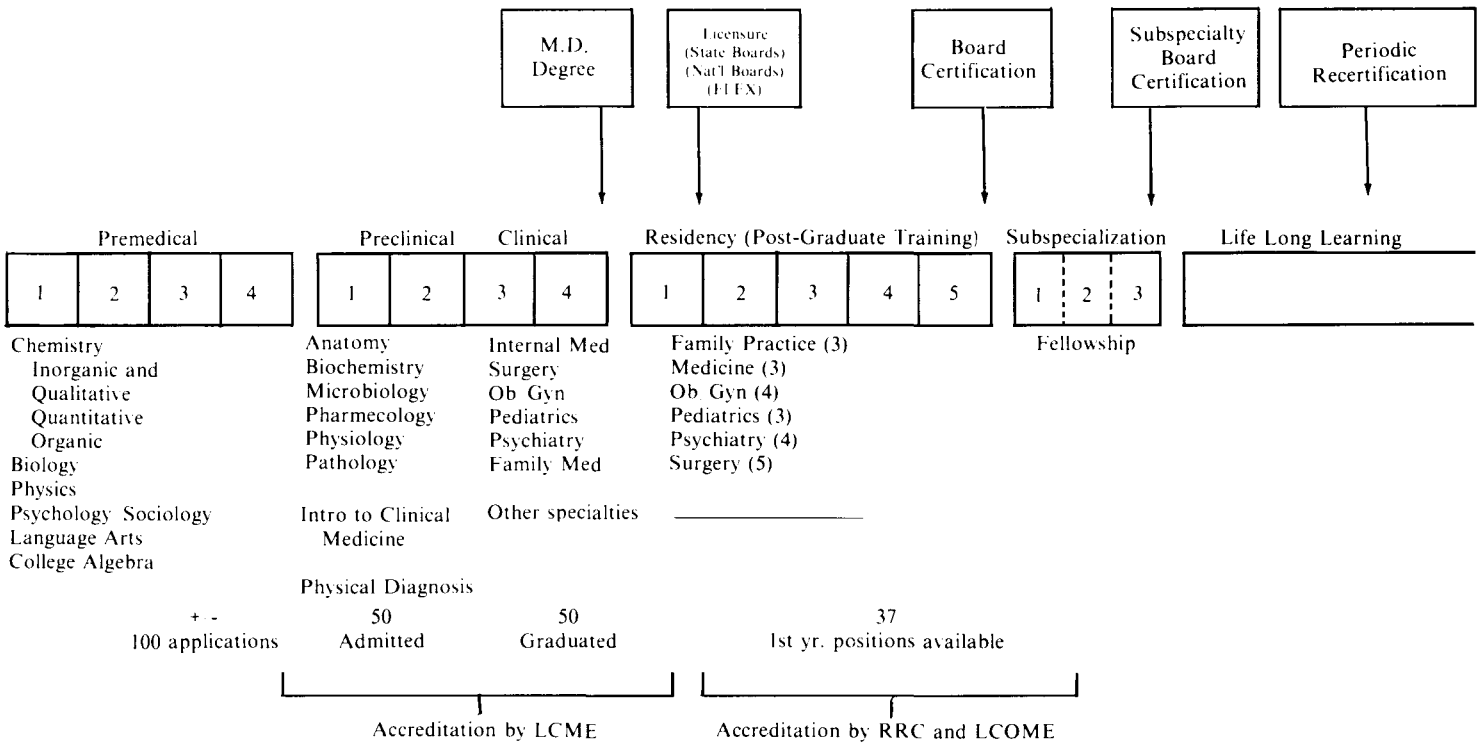 M.D.
Degree
Licensure
(State Boards)
(Nat'l Boards)
(FLEX)
Board
Certification
Subspecialty
Board
Certification
Periodic
Recertification
Premedical
Preclinical Clinical
Residency (Post-Graduate Training)
Subspecialization
Life Long Learning
1 2 3 4
1 2 3 4
1 2 3 4 5
1 2 3
Chemistry
Inorganic and
Qualitative
Quantitative
Organic
Biology
Physics
Psychology Sociology
Language Arts
College Algebra
Anatomy
Biochemistry
Microbiology
Pharmecology
Physiology
Pathology
Intro to Clinical
Medicine
Physical Diagnosis
Internal Med
Surgery
Ob Gyn
Pediatrics
Psychiatry
Family Med
Other specialties
Family Practice (3)
Medicine (3)
Ob Gyn (4)
Pediatrics (3)
Psychiatry (4)
Surgery (5)
Fellowship
+ -
100 applications
50
Admitted
50
Graduated
37
1st yr. positions available
Accreditation by LCME
Accreditation by RRC and LCOME